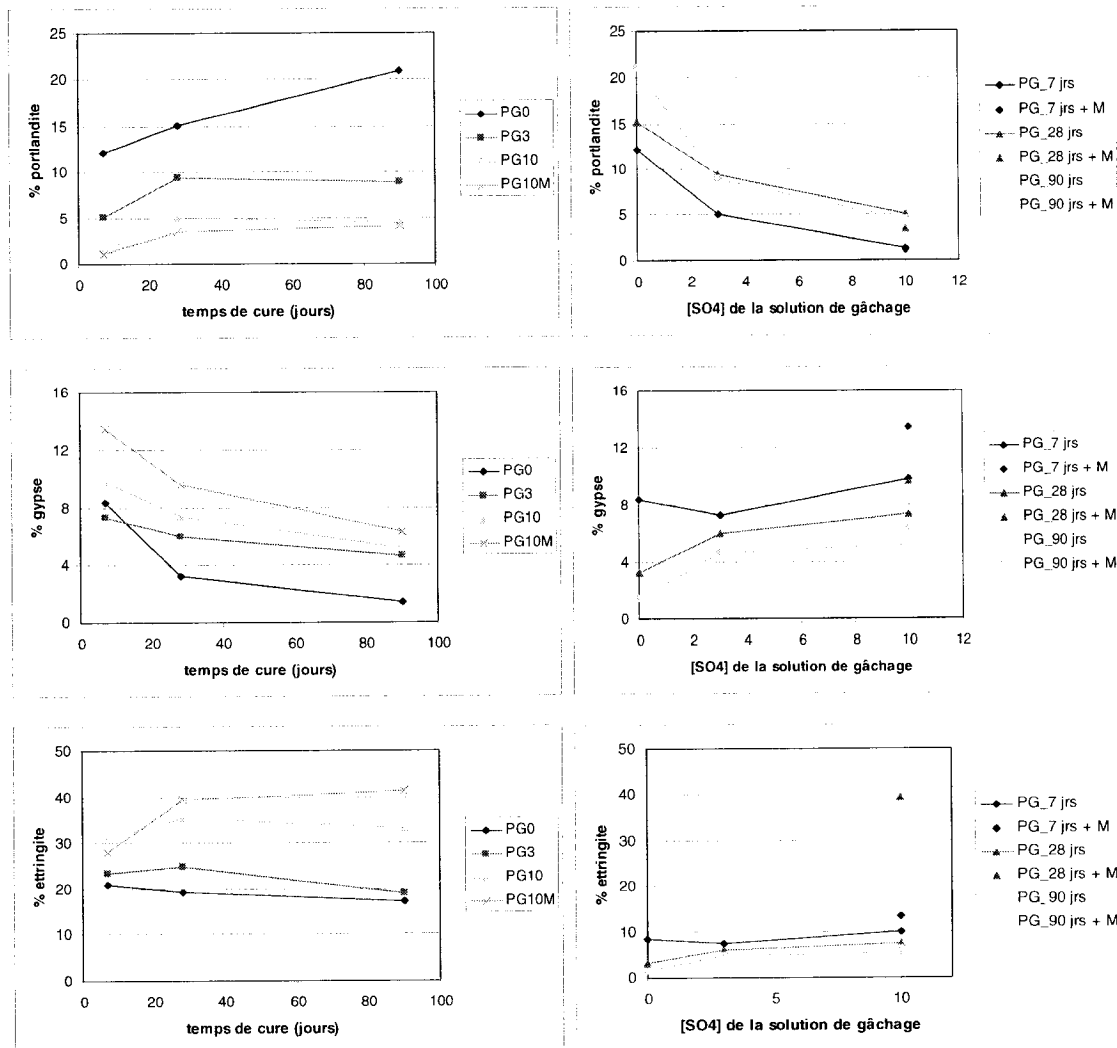 25
20
15
10
5
0
% portlandite
0 20 40 60 80 100
temps de cure (jours)
PG0
PG3
PG10
PG10M
25
20
15
10
5
0
% portlandite
0 2 4 6 8 10 12
[SO4] de la solution de gâchage
PG_7 jrs
PG_7 jrs + M
PG_28 jrs
PG_28 jrs + M
PG_90 jrs
PG_90 jrs + M
16
12
8
4
0
% gypse
0 20 40 60 80 100
temps de cure (jours)
PG0
PG3
PG10
PG10M
16
12
8
4
0
% gypse
0 2 4 6 8 10 12
[SO4] de la solution de gâchage
PG_7 jrs
PG_7 jrs + M
PG_28 jrs
PG_28 jrs + M
PG_90 jrs
PG_90 jrs + M
50
40
30
20
10
0
% ettringite
0 20 40 60 80 100
temps de cure (jours)
PG0
PG3
PG10
PG10M
50
40
30
20
10
0
% ettringite
0 5 10
[SO4] de la solution de gâchage
PG_7 jrs
PG_7 jrs + M
PG_28 jrs
PG_28 jrs + M
PG_90 jrs
PG_90 jrs + M